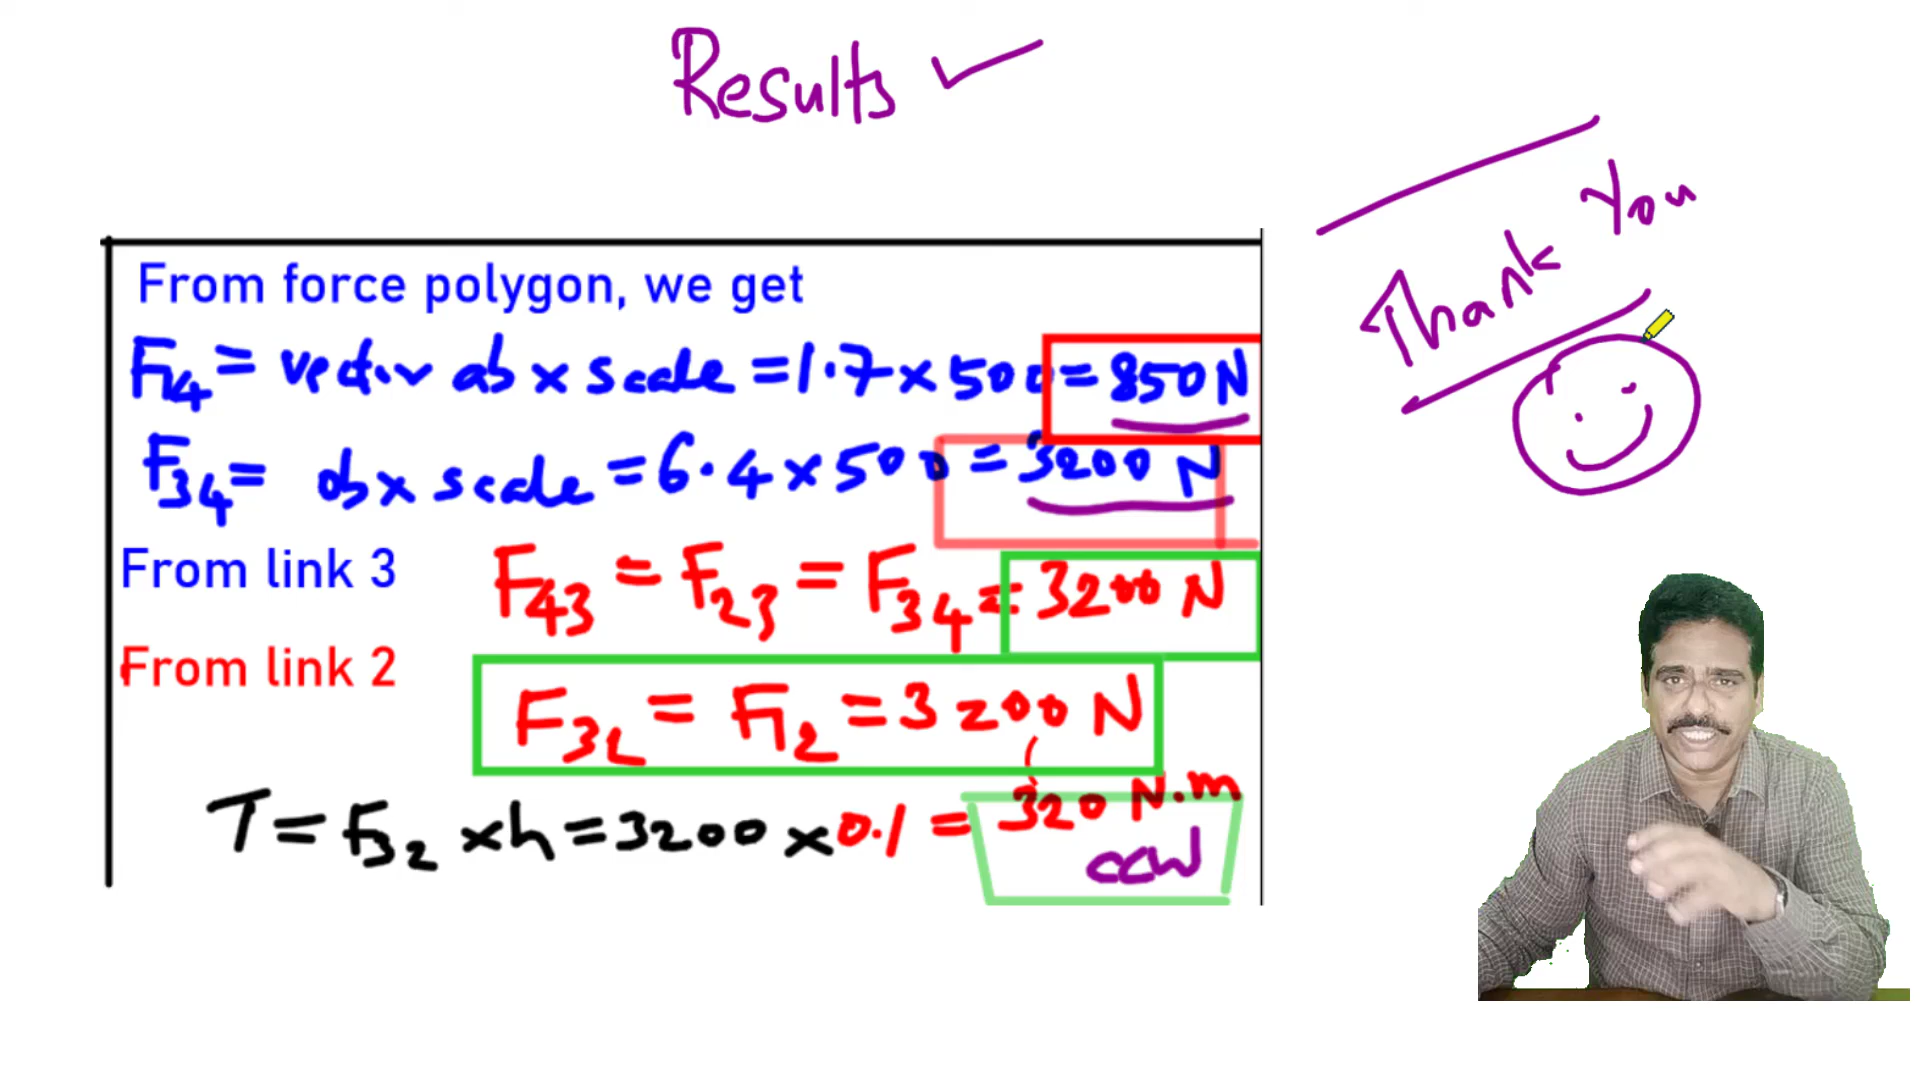 Results ✓
Thank You
From force polygon, we get
F14 = vector ab x scale = 1.7 x 500 = 850 N
F34 = ob x scale = 6.4 x 500 = 3200 N
From link 3 F43 = F23 = F34 = 3200 N
From link 2 F32 = F12 = 3200 N
T = F32 x h = 3200 x 0.1 = 320 N.m
ccw